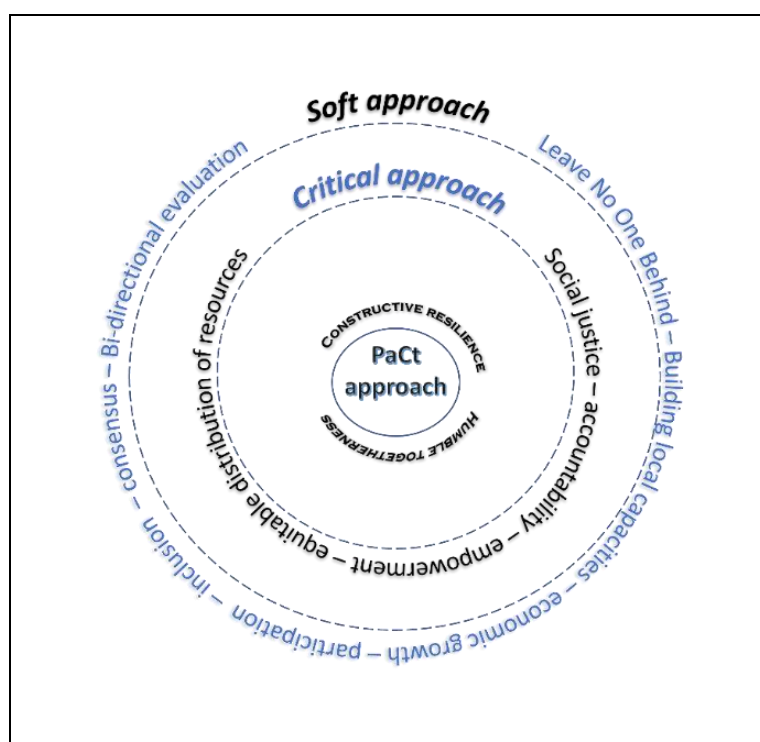 Soft approach
Leave No One Behind – Building local capacities – economic growth – participation – inclusion – consensus – Bi-directional evaluation
Critical approach
Social justice – accountability – empowerment – equitable distribution of resources
CONSTRUCTIVE RESILIENCE
PaCt
approach
HUMBLE TOGETHERNESS